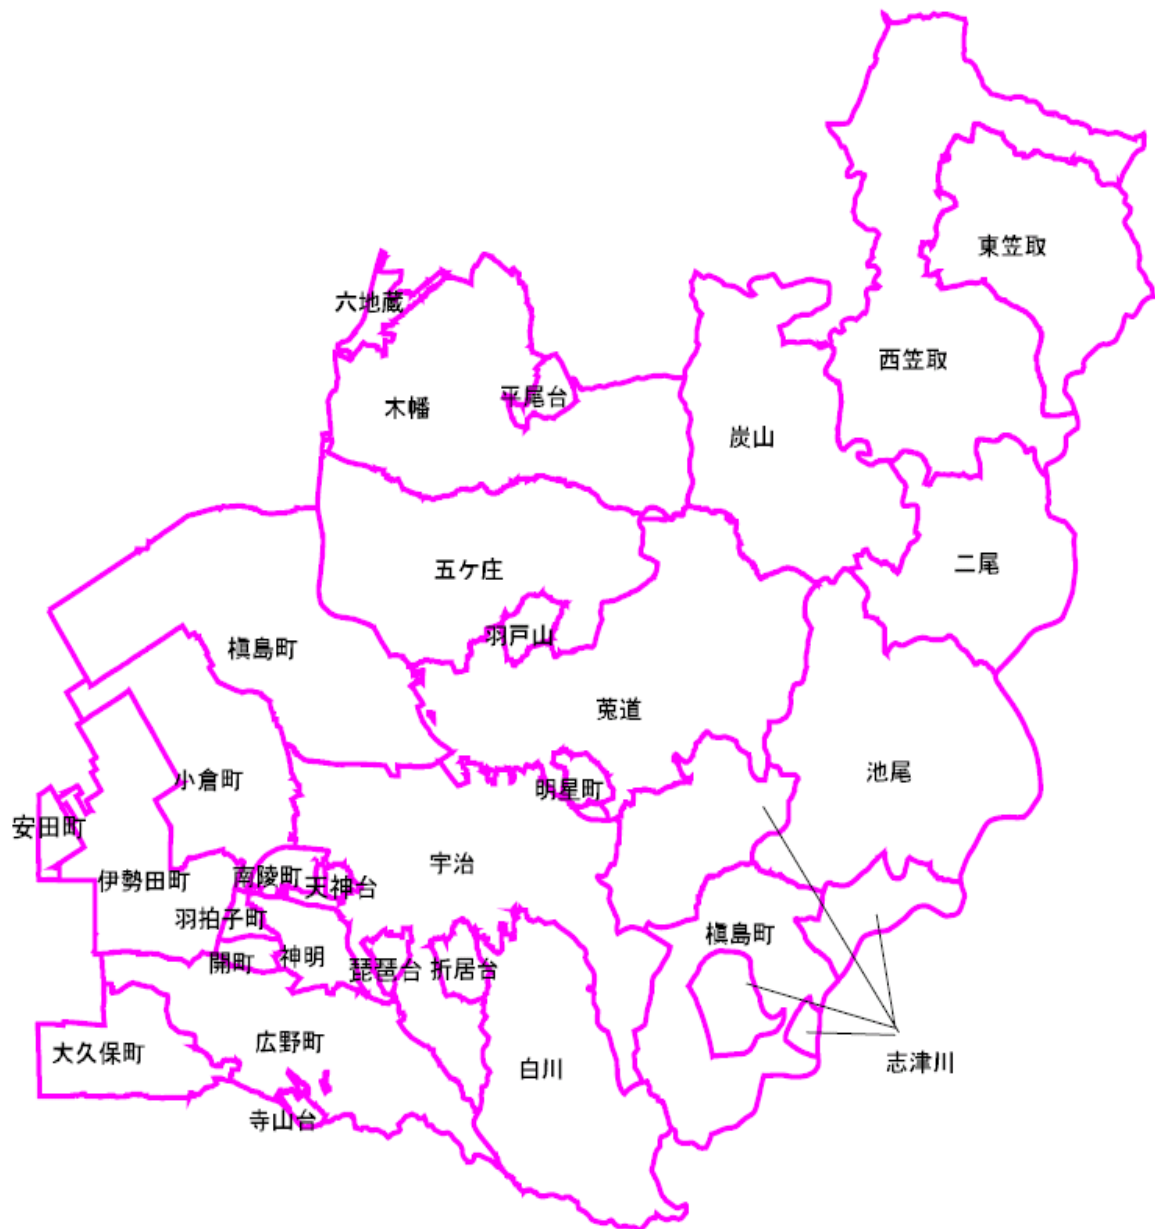 東笠取
六地蔵
西笠取
平尾台
木幡
炭山
二尾
五ケ庄
羽戸山
槇島町
莵道
池尾
小倉町
明星町
安田町
宇治
伊勢田町
南陵町
天神台
羽拍子町
槇島町
神明
開町
琵琶台
折居台
広野町
大久保町
志津川
白川
寺山台